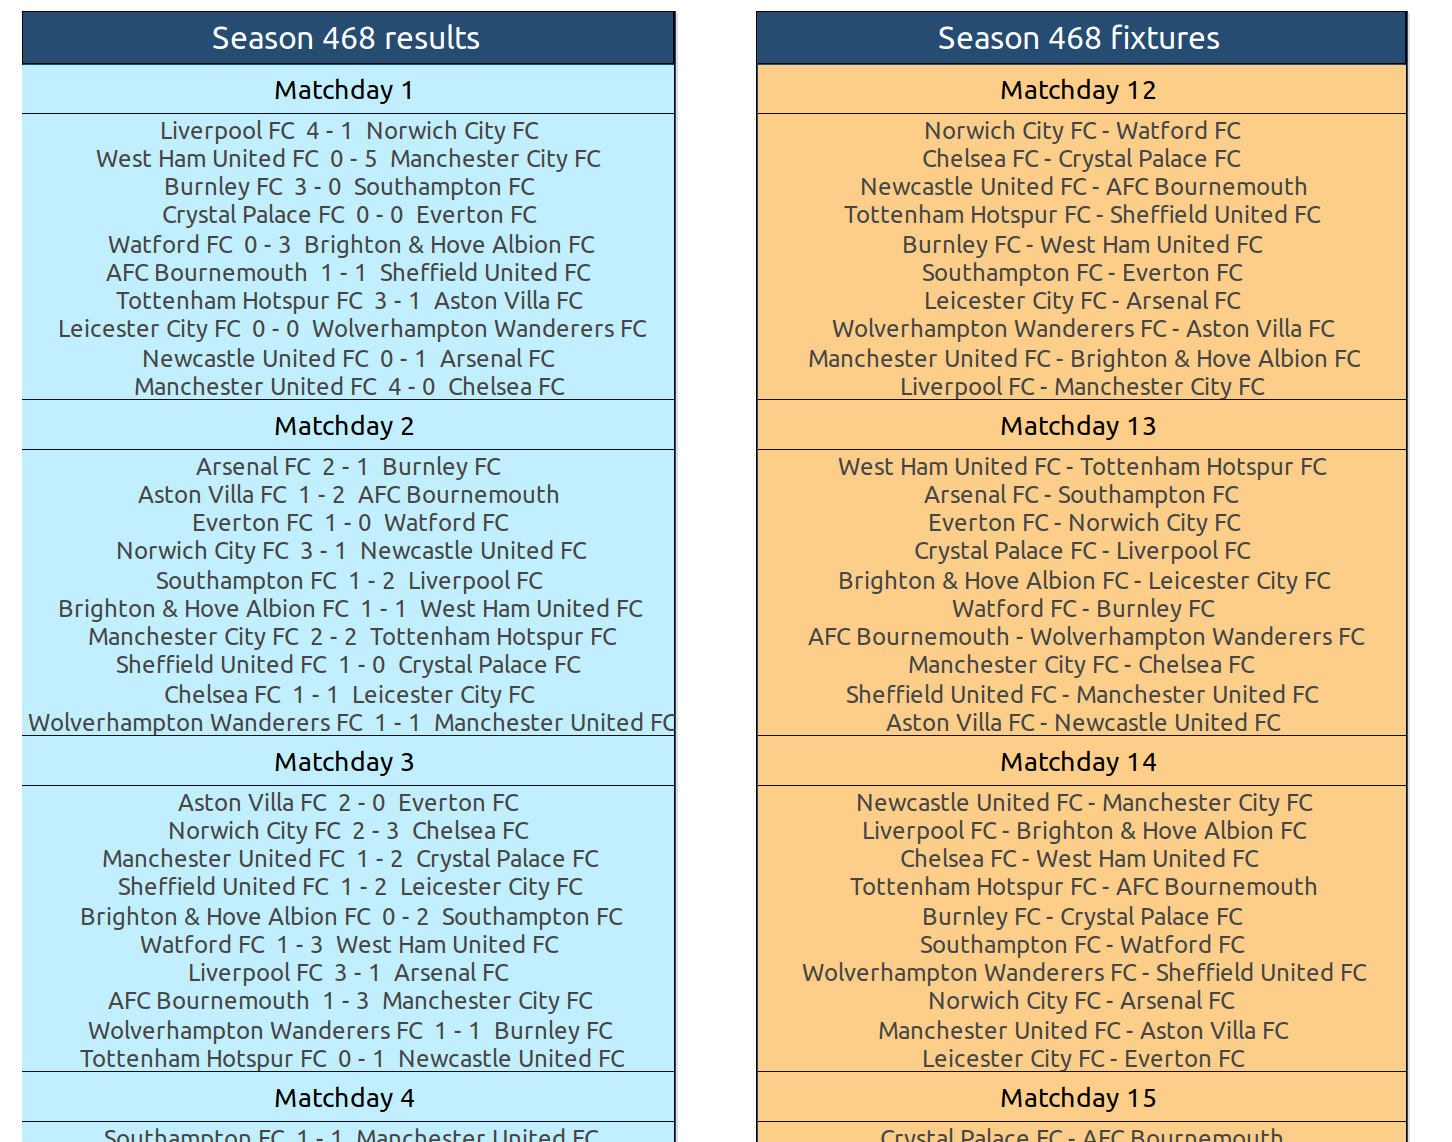 Season 468 results
Matchday 1
Liverpool FC 4 - 1 Norwich City FC
West Ham United FC 0 - 5 Manchester City FC
Burnley FC 3 - 0 Southampton FC
Crystal Palace FC 0 - 0 Everton FC
Watford FC 0 - 3 Brighton & Hove Albion FC
AFC Bournemouth 1 - 1 Sheffield United FC
Tottenham Hotspur FC 3 - 1 Aston Villa FC
Leicester City FC 0 - 0 Wolverhampton Wanderers FC
Newcastle United FC 0 - 1 Arsenal FC
Manchester United FC 4 - 0 Chelsea FC
Matchday 2
Arsenal FC 2 - 1 Burnley FC
Aston Villa FC 1 - 2 AFC Bournemouth
Everton FC 1 - 0 Watford FC
Norwich City FC 3 - 1 Newcastle United FC
Southampton FC 1 - 2 Liverpool FC
Brighton & Hove Albion FC 1 - 1 West Ham United FC
Manchester City FC 2 - 2 Tottenham Hotspur FC
Sheffield United FC 1 - 0 Crystal Palace FC
Chelsea FC 1 - 1 Leicester City FC
Wolverhampton Wanderers FC 1 - 1 Manchester United FC
Matchday 3
Aston Villa FC 2 - 0 Everton FC
Norwich City FC 2 - 3 Chelsea FC
Manchester United FC 1 - 2 Crystal Palace FC
Sheffield United FC 1 - 2 Leicester City FC
Brighton & Hove Albion FC 0 - 2 Southampton FC
Watford FC 1 - 3 West Ham United FC
Liverpool FC 3 - 1 Arsenal FC
AFC Bournemouth 1 - 3 Manchester City FC
Wolverhampton Wanderers FC 1 - 1 Burnley FC
Tottenham Hotspur FC 0 - 1 Newcastle United FC
Matchday 4
Southampton FC 1 - 1 Manchester United FC
Season 468 fixtures
Matchday 12
Norwich City FC - Watford FC
Chelsea FC - Crystal Palace FC
Newcastle United FC - AFC Bournemouth
Tottenham Hotspur FC - Sheffield United FC
Burnley FC - West Ham United FC
Southampton FC - Everton FC
Leicester City FC - Arsenal FC
Wolverhampton Wanderers FC - Aston Villa FC
Manchester United FC - Brighton & Hove Albion FC
Liverpool FC - Manchester City FC
Matchday 13
West Ham United FC - Tottenham Hotspur FC
Arsenal FC - Southampton FC
Everton FC - Norwich City FC
Crystal Palace FC - Liverpool FC
Brighton & Hove Albion FC - Leicester City FC
Watford FC - Burnley FC
AFC Bournemouth - Wolverhampton Wanderers FC
Manchester City FC - Chelsea FC
Sheffield United FC - Manchester United FC
Aston Villa FC - Newcastle United FC
Matchday 14
Newcastle United FC - Manchester City FC
Liverpool FC - Brighton & Hove Albion FC
Chelsea FC - West Ham United FC
Tottenham Hotspur FC - AFC Bournemouth
Burnley FC - Crystal Palace FC
Southampton FC - Watford FC
Wolverhampton Wanderers FC - Sheffield United FC
Norwich City FC - Arsenal FC
Manchester United FC - Aston Villa FC
Leicester City FC - Everton FC
Matchday 15
Crystal Palace FC - AFC Bournemouth